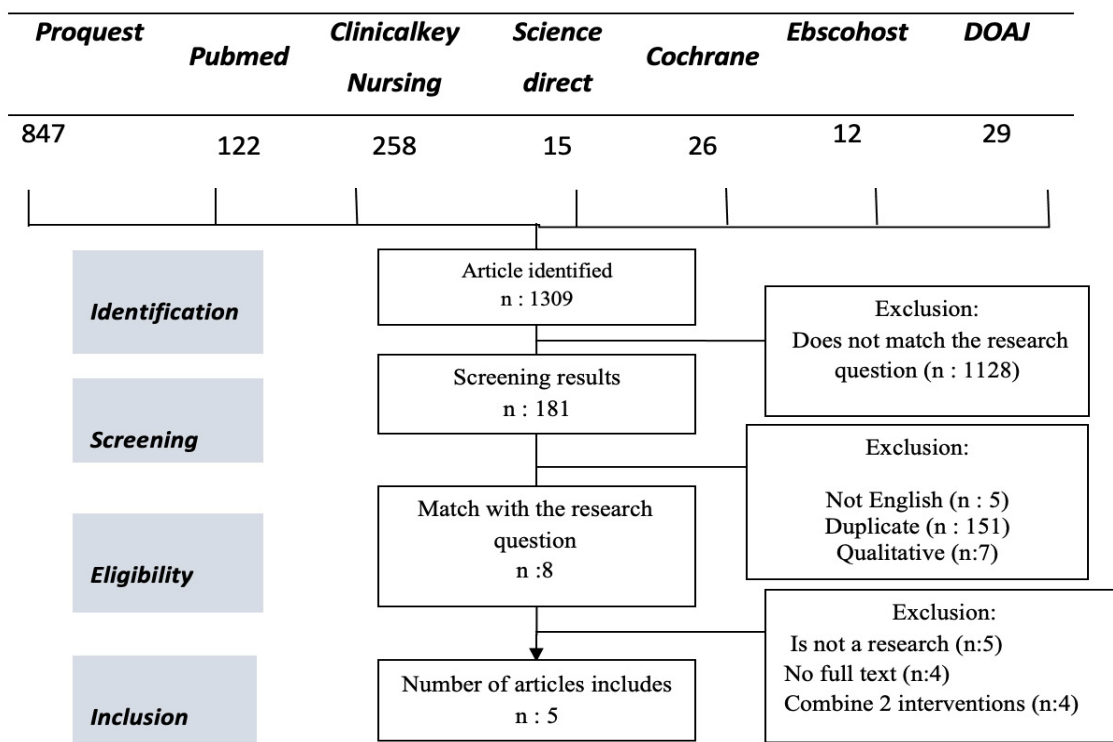 Proquest
Pubmed
Clinicalkey
Nursing
Science
direct
Cochrane
Ebscohost
DOAJ
847
122
258
15
26
12
29
Identification
Article identified
n : 1309
Exclusion:
Does not match the research
question (n : 1128)
Screening
Screening results
n : 181
Exclusion:
Not English (n : 5)
Duplicate (n : 151)
Qualitative (n:7)
Eligibility
Match with the research
question
n :8
Exclusion:
Is not a research (n:5)
No full text (n:4)
Combine 2 interventions (n:4)
Inclusion
Number of articles includes
n : 5